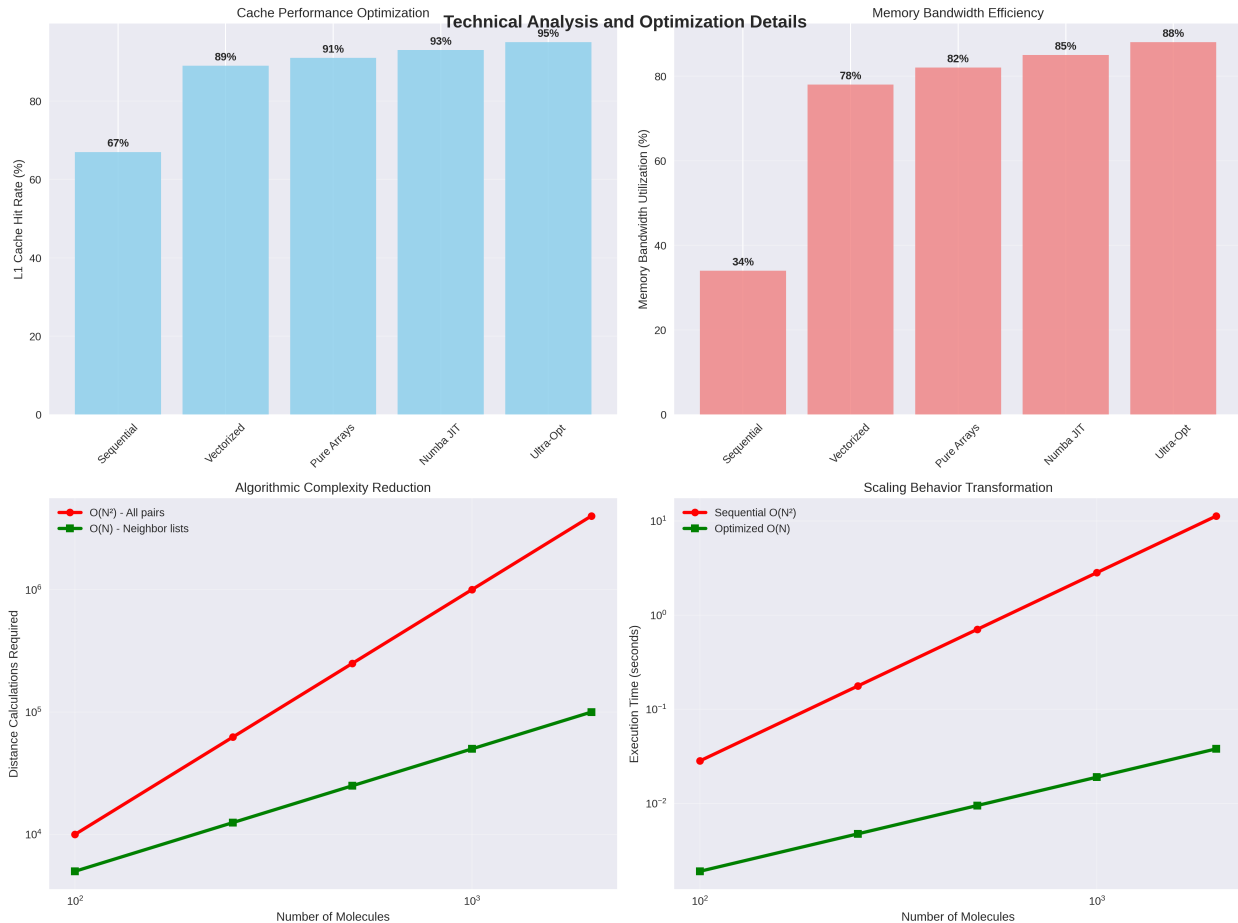 Technical Analysis and Optimization Details
Cache Performance Optimization
L1 Cache Hit Rate (%)
80
60
40
20
0
67%
89%
91%
93%
95%
Sequential
Vectorized
Pure Arrays
Numba JIT
Ultra-Opt
Memory Bandwidth Efficiency
Memory Bandwidth Utilization (%)
80
60
40
20
0
34%
78%
82%
85%
88%
Sequential
Vectorized
Pure Arrays
Numba JIT
Ultra-Opt
Algorithmic Complexity Reduction
O(N²) - All pairs
O(N) - Neighbor lists
Distance Calculations Required
10⁶
10⁵
10⁴
10²
10³
Number of Molecules
Scaling Behavior Transformation
Sequential O(N²)
Optimized O(N)
Execution Time (seconds)
10¹
10⁰
10⁻¹
10⁻²
10²
10³
Number of Molecules